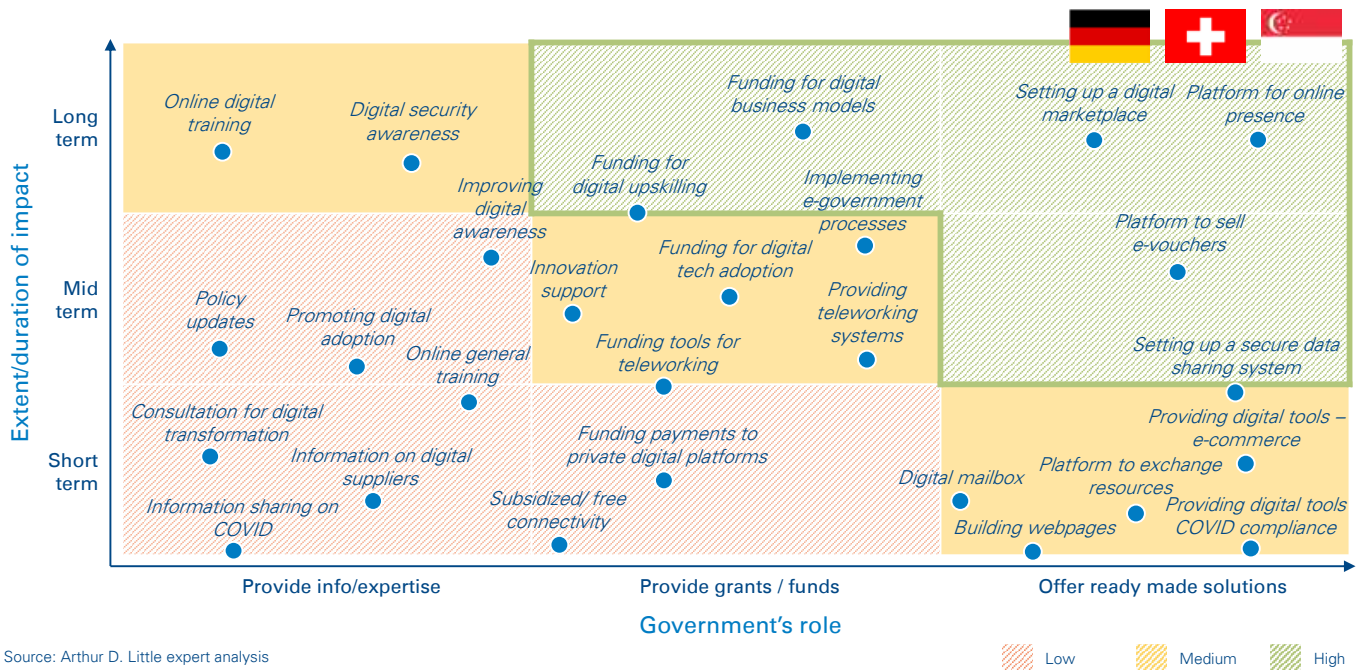 Extent/duration of impact
Long
term
Mid
term
Short
term
Online digital
training
Digital security
awareness
Improving
digital
awareness
Funding for digital
business models
Funding for
digital upskilling
Implementing
e-government
processes
Setting up a digital
marketplace
Platform for online
presence
Platform to sell
e-vouchers
Policy
updates
Promoting digital
adoption
Online general
training
Innovation
support
Funding for digital
tech adoption
Providing
teleworking
systems
Funding tools for
teleworking
Setting up a secure data
sharing system
Consultation for digital
transformation
Information on digital
suppliers
Information sharing on
COVID
Funding payments to
private digital platforms
Subsidized/ free
connectivity
Providing digital tools –
e-commerce
Digital mailbox
Platform to exchange
resources
Building webpages
Providing digital tools
COVID compliance
Provide info/expertise
Provide grants / funds
Offer ready made solutions
Government's role
Source: Arthur D. Little expert analysis
Low
Medium
High